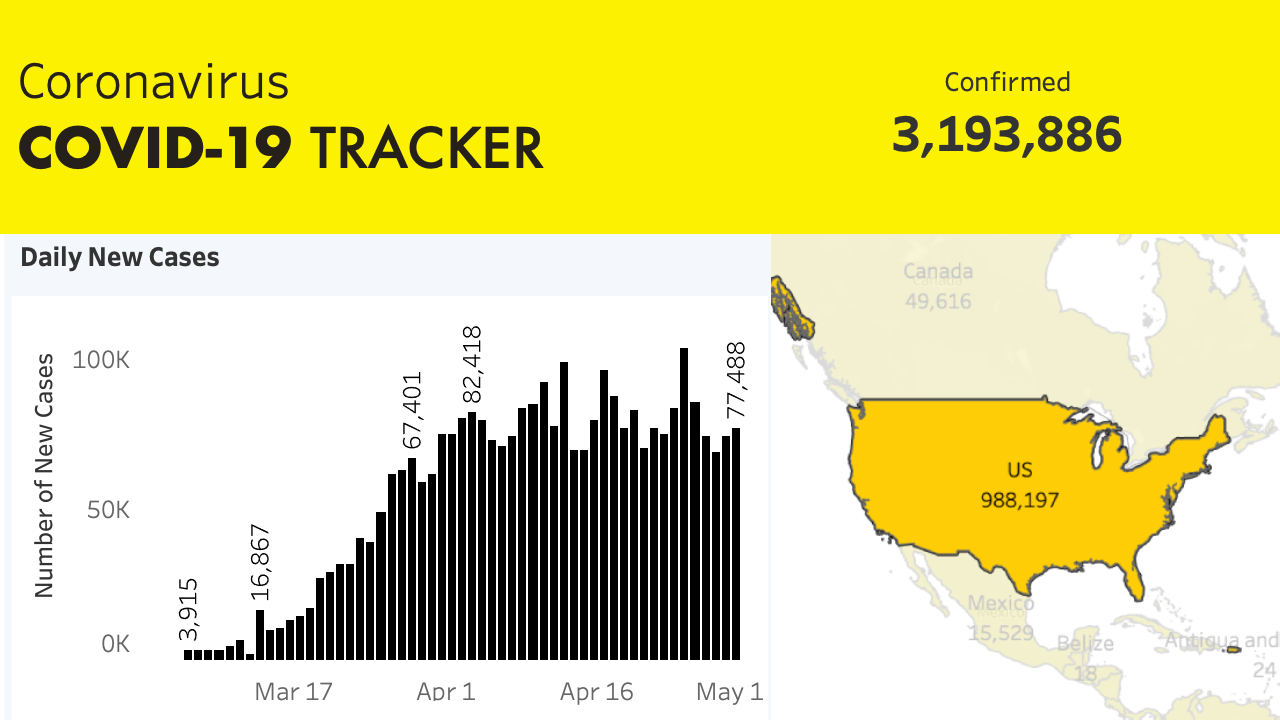 Coronavirus
COVID-19 TRACKER
Confirmed
3,193,886
Daily New Cases
Number of New Cases
100K
50K
0K
3,915
16,867
67,401
82,418
77,488
Mar 17
Apr 1
Apr 16
May 1
Canada
49,616
US
988,197
Mexico
15,529
Belize
18
Antigua and
24